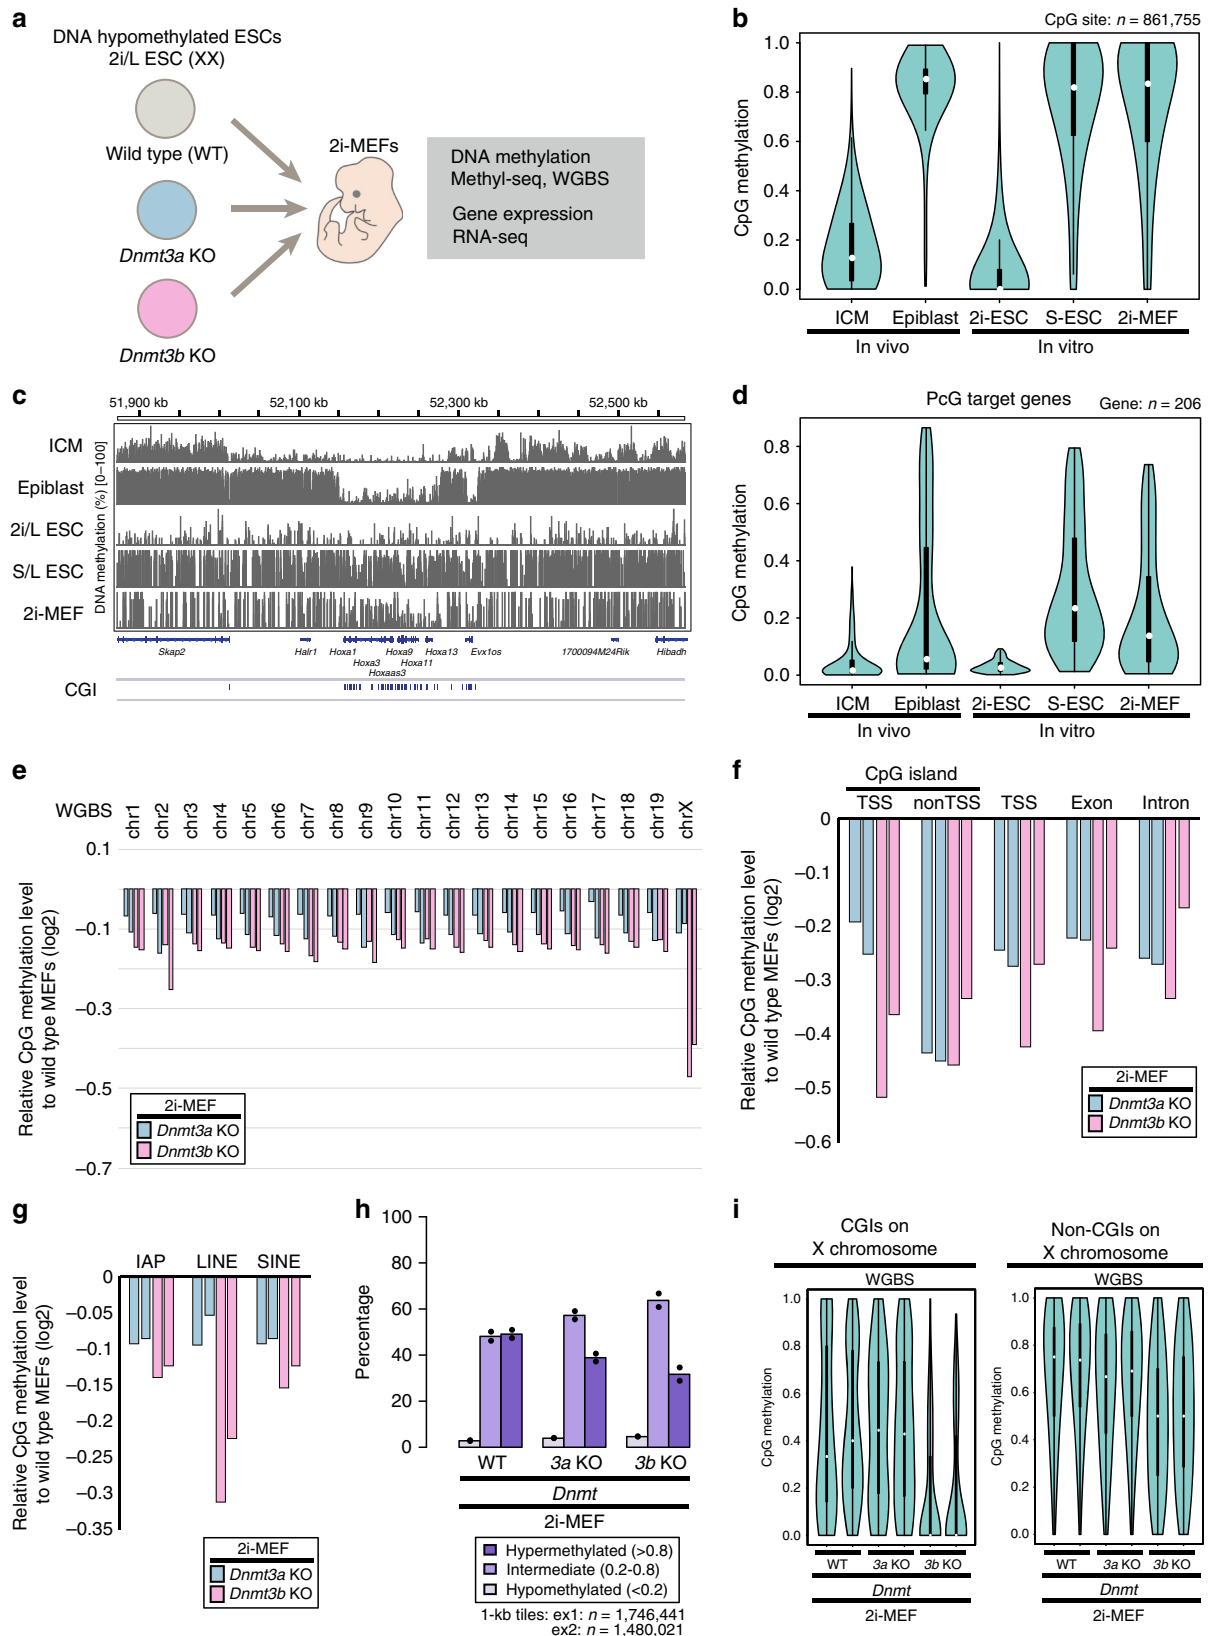 a
DNA hypomethylated ESCs
2i/L ESC (XX)
Wild type (WT)
Dnmt3a KO
Dnmt3b KO
2i-MEFs
DNA methylation
Methyl-seq, WGBS
Gene expression
RNA-seq
b
CpG site: n = 861,755
CpG methylation
1.0
0.8
0.6
0.4
0.2
0.0
ICM Epiblast 2i-ESC S-ESC 2i-MEF
In vivo In vitro
c
51,900 kb 52,100 kb 52,300 kb 52,500 kb
DNA methylation (%) [0–100]
ICM
Epiblast
2i/L ESC
S/L ESC
2i-MEF
Skap2 Halr1 Hoxa1 Hoxa9 Hoxa13 Evx1os 1700094M24Rik Hibadh
Hoxa3 Hoxa11
Hoxaas3
CGI
d
PcG target genes
Gene: n = 206
CpG methylation
0.8
0.6
0.4
0.2
0.0
ICM Epiblast 2i-ESC S-ESC 2i-MEF
In vivo In vitro
e
WGBS chr1 chr2 chr3 chr4 chr5 chr6 chr7 chr8 chr9 chr10 chr11 chr12 chr13 chr14 chr15 chr16 chr17 chr18 chr19 chrX
Relative CpG methylation level
to wild type MEFs (log2)
0.1
–0.1
–0.3
–0.5
–0.7
2i-MEF
Dnmt3a KO
Dnmt3b KO
f
CpG island
TSS nonTSS TSS Exon Intron
Relative CpG methylation level
to wild type MEFs (log2)
0
–0.1
–0.2
–0.3
–0.4
–0.5
–0.6
2i-MEF
Dnmt3a KO
Dnmt3b KO
g
IAP LINE SINE
Relative CpG methylation level
to wild type MEFs (log2)
0
–0.05
–0.1
–0.15
–0.2
–0.25
–0.3
–0.35
2i-MEF
Dnmt3a KO
Dnmt3b KO
h
Percentage
100
80
60
40
20
0
WT 3a KO 3b KO
Dnmt
2i-MEF
Hypermethylated (>0.8)
Intermediate (0.2-0.8)
Hypomethylated (<0.2)
1-kb tiles: ex1: n = 1,746,441
ex2: n = 1,480,021
i
CGIs on
X chromosome
WGBS
CpG methylation
1.0
0.8
0.6
0.4
0.2
0.0
WT 3a KO 3b KO
Dnmt
2i-MEF
Non-CGIs on
X chromosome
WGBS
CpG methylation
1.0
0.8
0.6
0.4
0.2
0.0
WT 3a KO 3b KO
Dnmt
2i-MEF